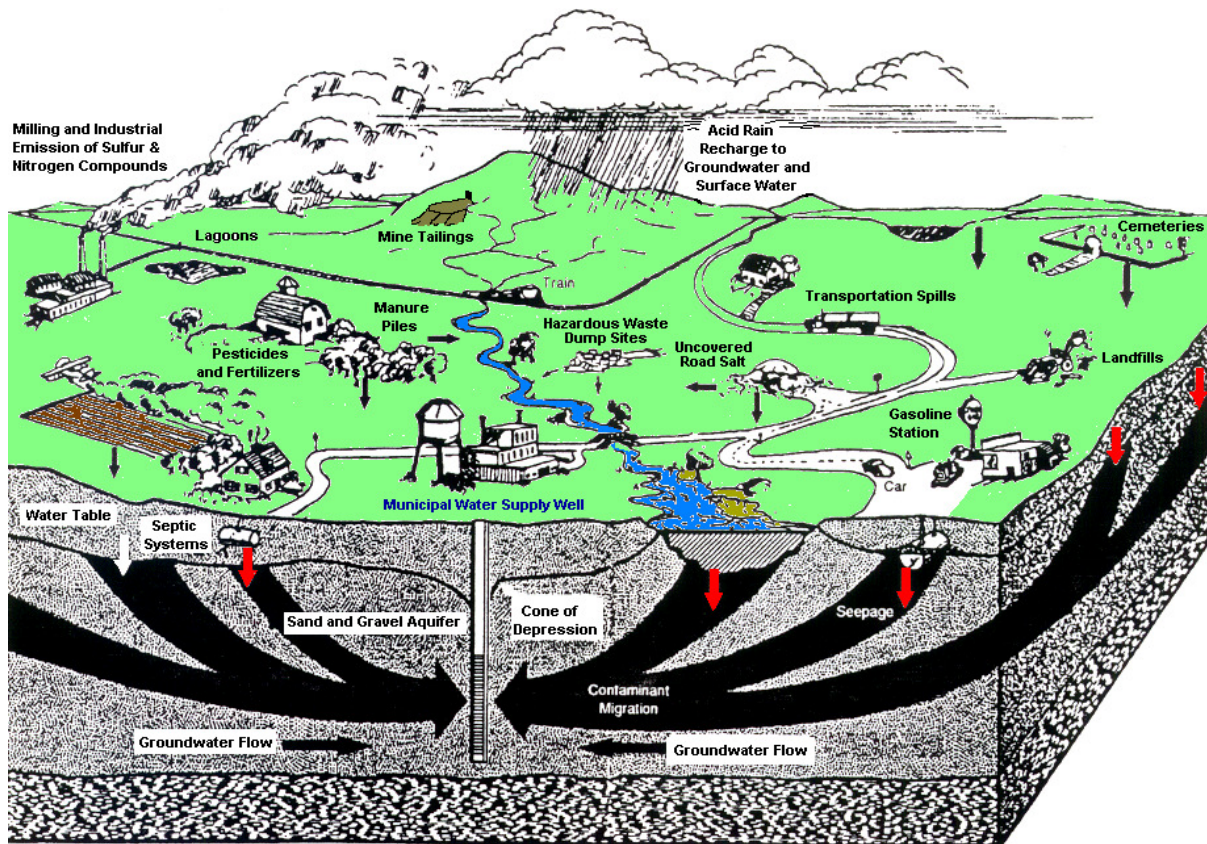 Milling and Industrial
Emission of Sulfur &
Nitrogen Compounds
Acid Rain
Recharge to
Groundwater and
Surface Water
Lagoons
Mine Tailings
Cemeteries
Train
Transportation Spills
Manure
Piles
Hazardous Waste
Dump Sites
Uncovered
Road Salt
Landfills
Pesticides
and Fertilizers
Gasoline
Station
Car
Municipal Water Supply Well
Water Table
Septic
Systems
Sand and Gravel Aquifer
Cone of
Depression
Seepage
Contaminant
Migration
Groundwater Flow
Groundwater Flow